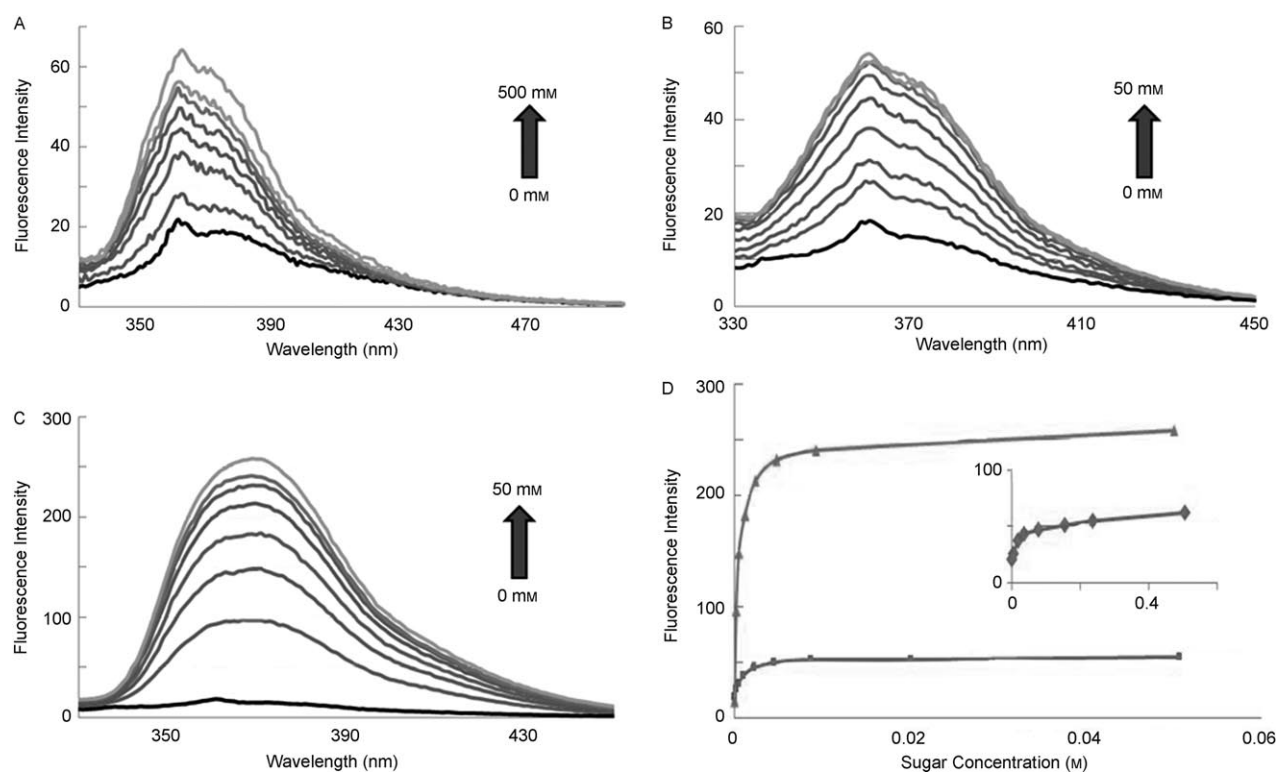 A
60
40
20
0
Fluorescence Intensity
500 mM
0 mM
350 390 430 470
Wavelength (nm)
B
60
40
20
0
Fluorescence Intensity
50 mM
0 mM
330 370 410 450
Wavelength (nm)
C
300
200
100
0
Fluorescence Intensity
50 mM
0 mM
350 390 430
Wavelength (nm)
D
300
200
100
0
Fluorescence Intensity
100
0
0 0.4
0 0.02 0.04 0.06
Sugar Concentration (M)